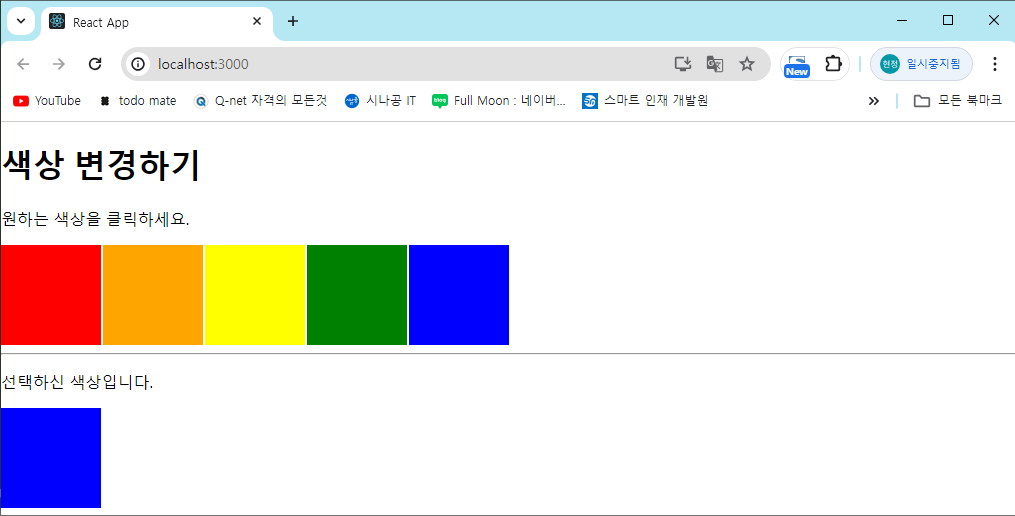 React App
localhost:3000
New
현정 일시중지됨
YouTube todo mate Q-net 자격의 모든것 시나공 IT blog Full Moon : 네이버... 스마트 인재 개발원 모든 북마크
색상 변경하기
원하는 색상을 클릭하세요.
선택하신 색상입니다.